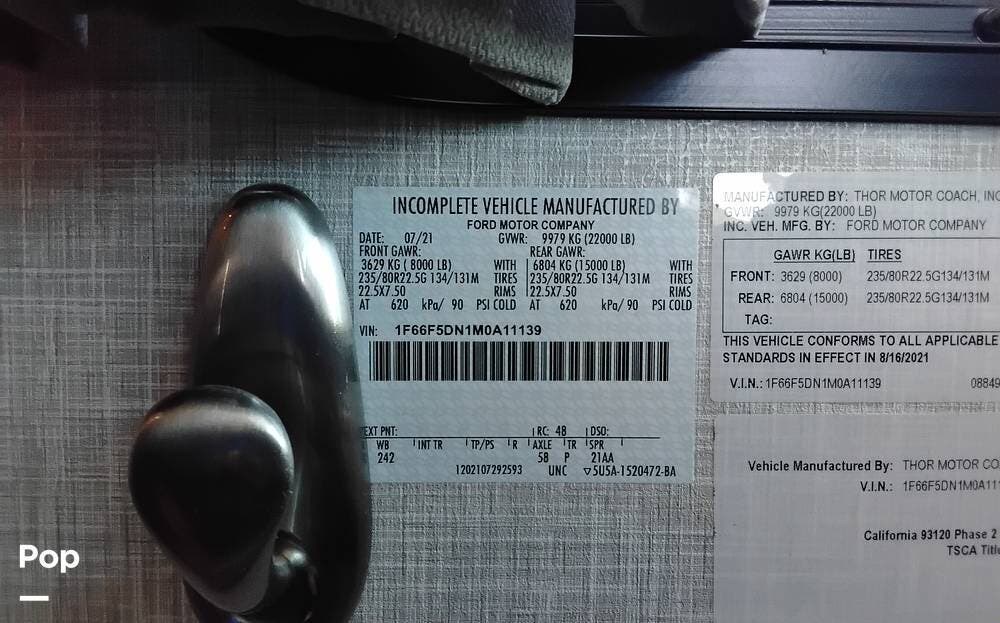 INCOMPLETE VEHICLE MANUFACTURED BY
FORD MOTOR COMPANY
DATE: 07/21 GVWR: 9979 KG (22000 LB)
FRONT GAWR: REAR GAWR:
3629 KG ( 8000 LB) WITH 6804 KG (15000 LB) WITH
235/80R22.5G 134/131M TIRES 235/80R22.5G 134/131M TIRES
22.5X7.50 RIMS 22.5X7.50 RIMS
AT 620 kPa/ 90 PSI COLD AT 620 kPa/ 90 PSI COLD
VIN: 1F66F5DN1M0A11139
EXT PNT: RC: 48 DSO:
WB INT TR TP/PS R AXLE TR SPR
242 5B P 21AA
1202107292593 UNC ▽5U5A-1520472-BA
MANUFACTURED BY: THOR MOTOR COACH, INC
GVWR: 9979 KG(22000 LB)
INC. VEH. MFG. BY: FORD MOTOR COMPANY
GAWR KG(LB) TIRES
FRONT: 3629 (8000) 235/80R22.5G134/131M
REAR: 6804 (15000) 235/80R22.5G134/131M
TAG:
THIS VEHICLE CONFORMS TO ALL APPLICABLE
STANDARDS IN EFFECT IN 8/16/2021
V.I.N.: 1F66F5DN1M0A11139 08849
Vehicle Manufactured By: THOR MOTOR CO
V.I.N.: 1F66F5DN1M0A11
California 93120 Phase 2
TSCA Title
Pop